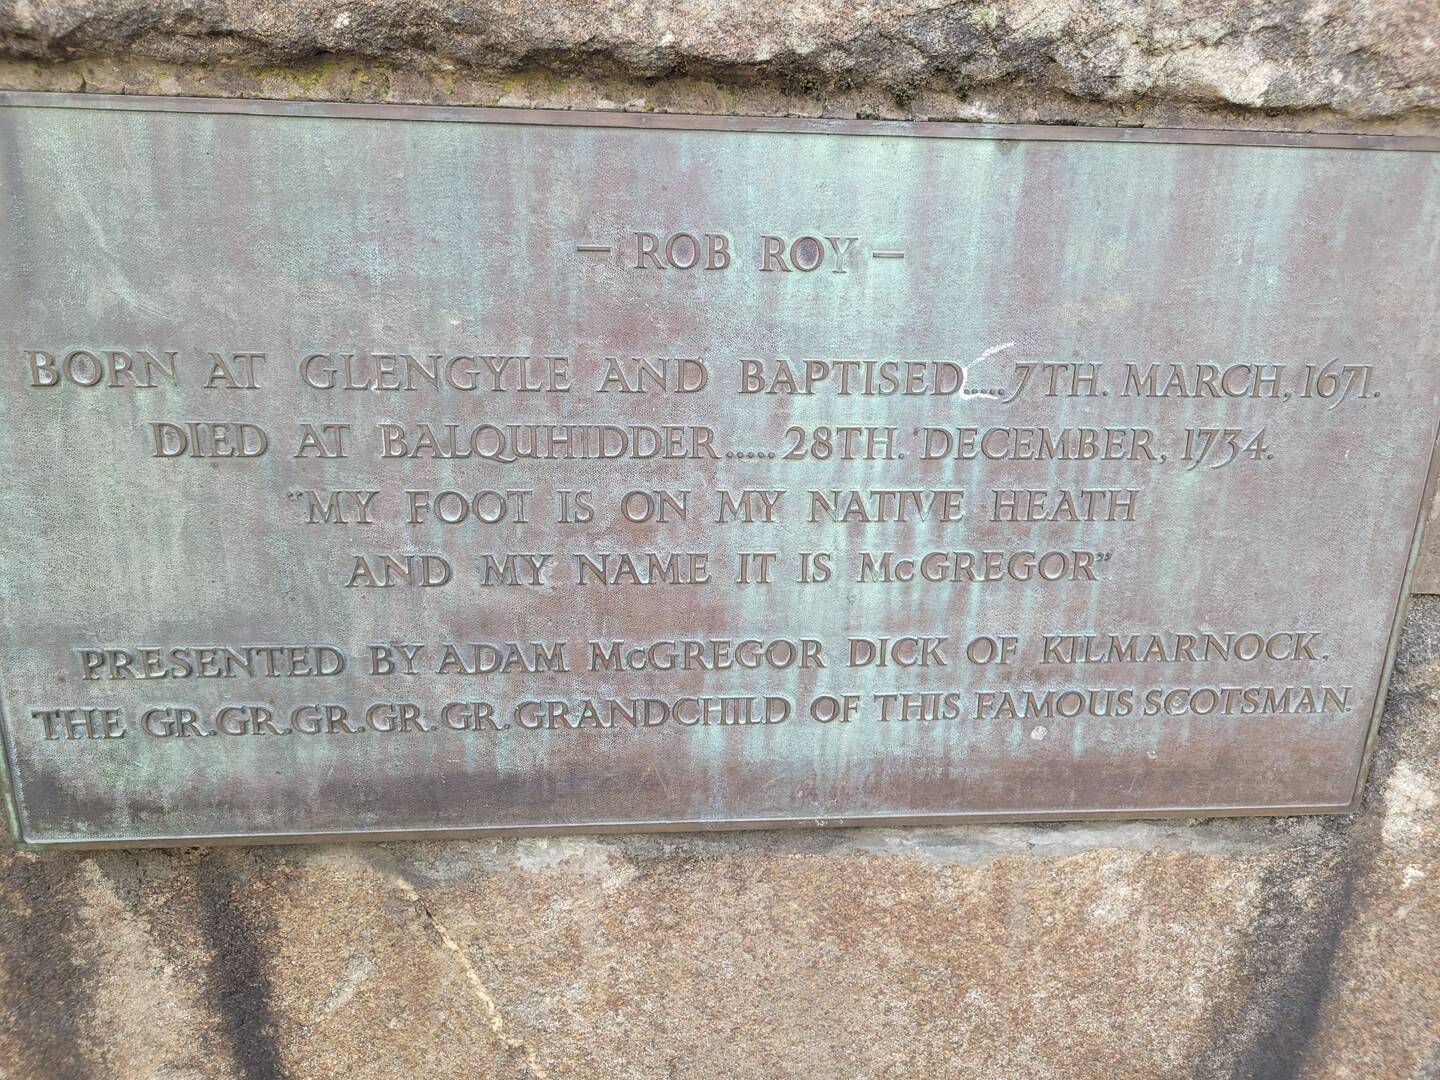 — ROB ROY —
BORN AT GLENGYLE AND BAPTISED..... 7TH. MARCH, 1671.
DIED AT BALQUHIDDER..... 28TH. DECEMBER, 1734.
"MY FOOT IS ON MY NATIVE HEATH
AND MY NAME IT IS McGREGOR"
PRESENTED BY ADAM McGREGOR DICK OF KILMARNOCK.
THE GR.GR.GR.GR.GR.GRANDCHILD OF THIS FAMOUS SCOTSMAN.